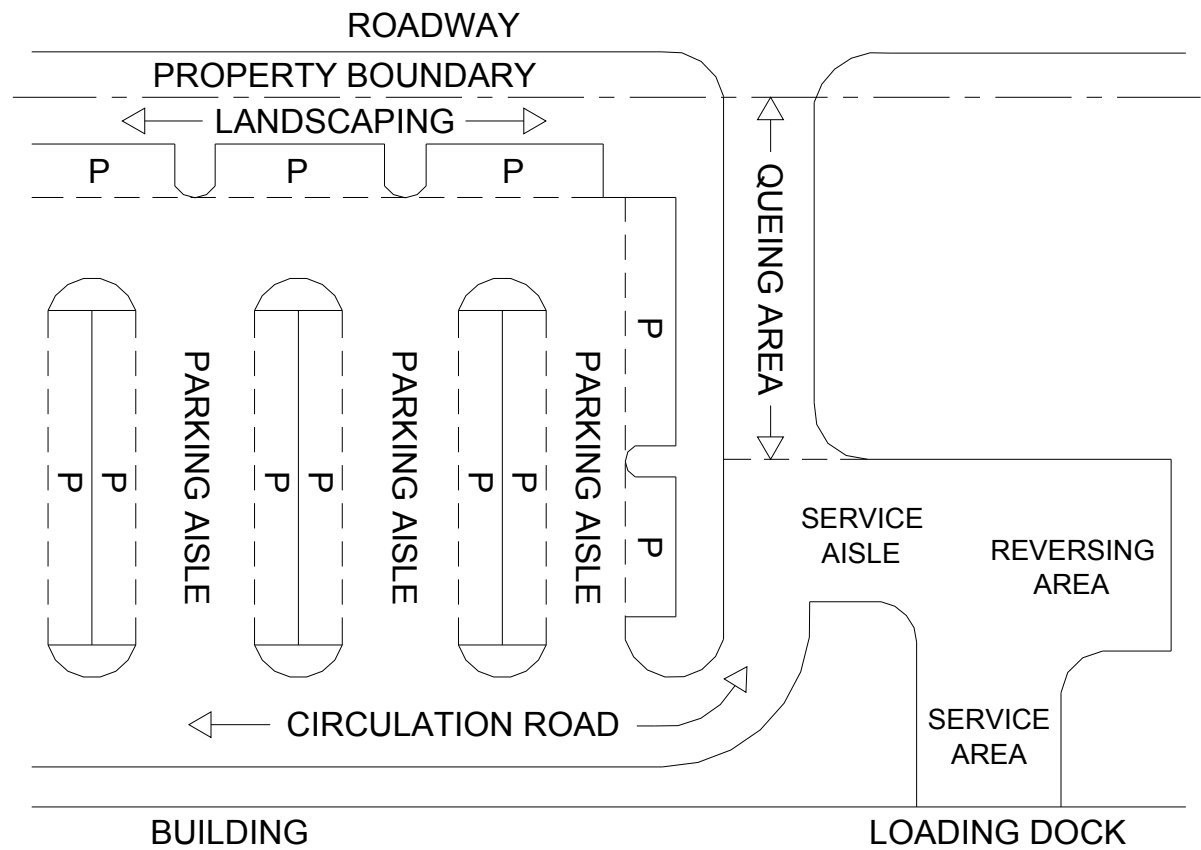 ROADWAY
PROPERTY BOUNDARY
LANDSCAPING
P
P
P
QUEING AREA
P
PARKING AISLE
PARKING AISLE
PARKING AISLE
P
P
P
P
P
P
P
SERVICE
AISLE
REVERSING
AREA
CIRCULATION ROAD
SERVICE
AREA
BUILDING
LOADING DOCK